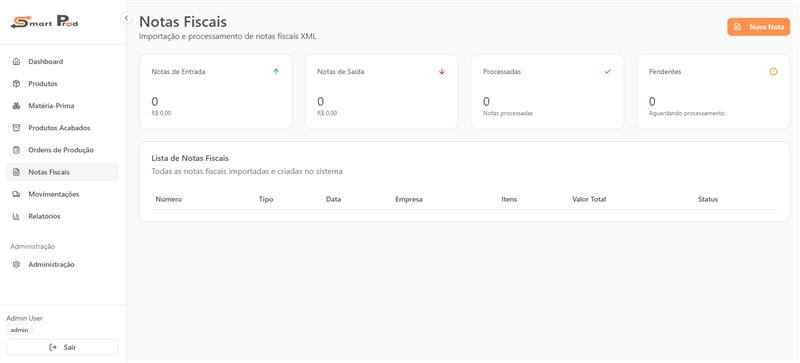 Smart Prod
Dashboard
Produtos
Matéria-Prima
Produtos Acabados
Ordens de Produção
Notas Fiscais
Movimentações
Relatórios
Administração
Administração
Admin User
admin
Sair
Notas Fiscais
Importação e processamento de notas fiscais XML
Nova Nota
Notas de Entrada
0
R$ 0,00
Notas de Saída
0
R$ 0,00
Processadas
0
Notas processadas
Pendentes
0
Aguardando processamento
Lista de Notas Fiscais
Todas as notas fiscais importadas e criadas no sistema
Número Tipo Data Empresa Itens Valor Total Status